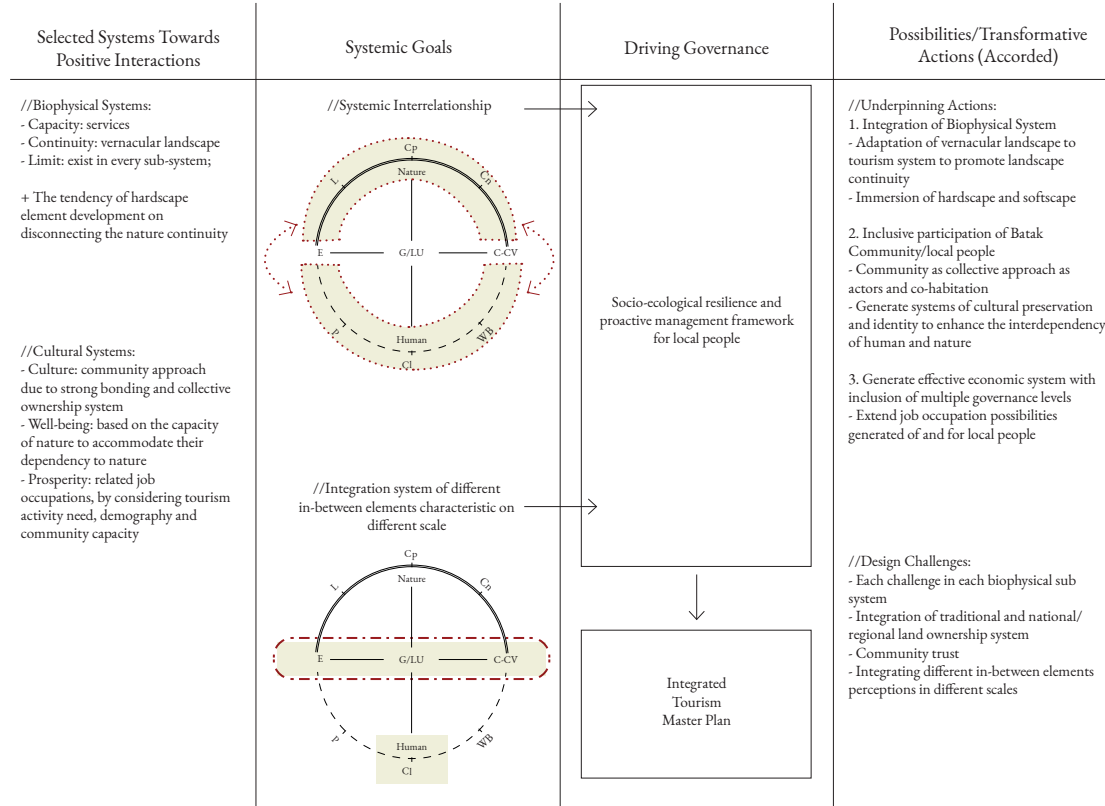 Selected Systems Towards
Positive Interactions
Systemic Goals
Driving Governance
Possibilities/Transformative
Actions (Accorded)
//Biophysical Systems:
- Capacity: services
- Continuity: vernacular landscape
- Limit: exist in every sub-system;
+ The tendency of hardscape
element development on
disconnecting the nature continuity
//Cultural Systems:
- Culture: community approach
due to strong bonding and collective
ownership system
- Well-being: based on the capacity
of nature to accommodate their
dependency to nature
- Prosperity: related job
occupations, by considering tourism
activity need, demography and
community capacity
//Systemic Interrelationship
Cp
L
Nature
Cn
E
G/LU
C-CV
P
Human
WB
Cl
//Integration system of different
in-between elements characteristic on
different scale
Cp
L
Nature
Cn
E
G/LU
C-CV
P
Human
WB
Cl
Socio-ecological resilience and
proactive management framework
for local people
Integrated
Tourism
Master Plan
//Underpinning Actions:
1. Integration of Biophysical System
- Adaptation of vernacular landscape to
tourism system to promote landscape
continuity
- Immersion of hardscape and softscape
2. Inclusive participation of Batak
Community/local people
- Community as collective approach as
actors and co-habitation
- Generate systems of cultural preservation
and identity to enhance the interdependency
of human and nature
3. Generate effective economic system with
inclusion of multiple governance levels
- Extend job occupation possibilities
generated of and for local people
//Design Challenges:
- Each challenge in each biophysical sub
system
- Integration of traditional and national/
regional land ownership system
- Community trust
- Integrating different in-between elements
perceptions in different scales